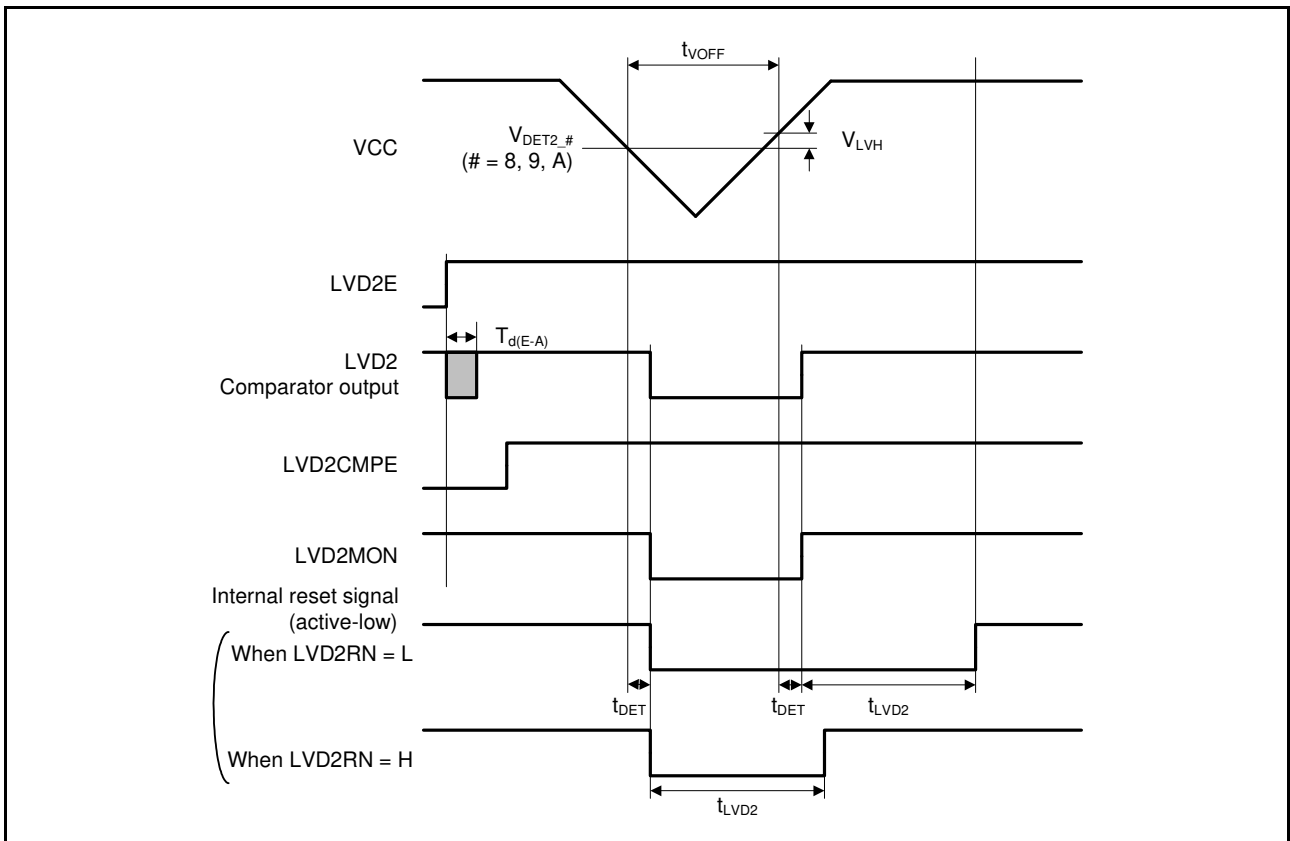 tVOFF
VCC
VDET2_#
(# = 8, 9, A)
VLVH
LVD2E
Td(E-A)
LVD2
Comparator output
LVD2CMPE
LVD2MON
Internal reset signal
(active-low)
When LVD2RN = L
tDET
tDET
tLVD2
When LVD2RN = H
tLVD2